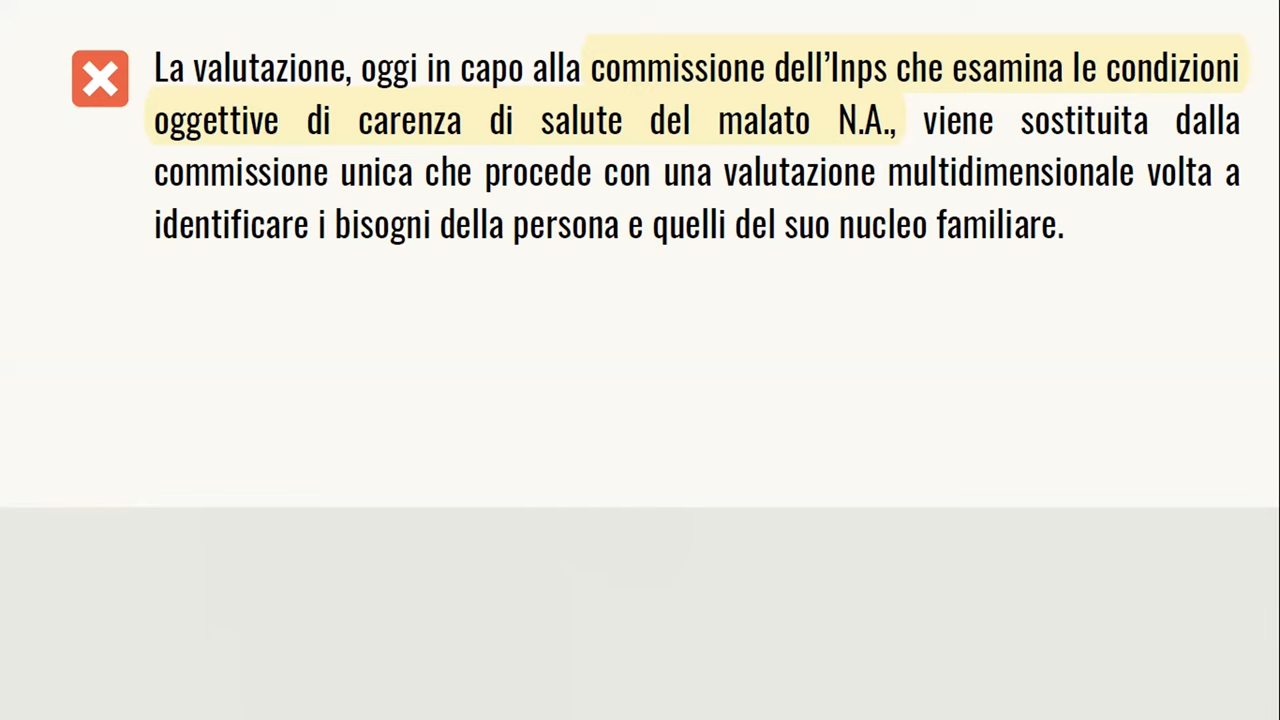 La valutazione, oggi in capo alla commissione dell’Inps che esamina le condizioni
oggettive di carenza di salute del malato N.A., viene sostituita dalla
commissione unica che procede con una valutazione multidimensionale volta a
identificare i bisogni della persona e quelli del suo nucleo familiare.